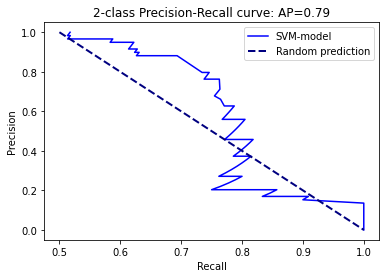 2-class Precision-Recall curve: AP=0.79
SVM-model
Random prediction
1.0
0.8
0.6
0.4
0.2
0.0
Precision
0.5
0.6
0.7
0.8
0.9
1.0
Recall